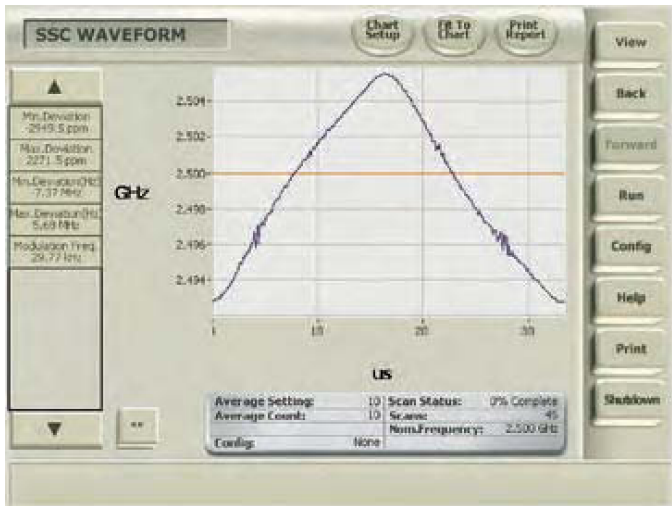 SSC WAVEFORM
Chart Setup
Fit To Chart
Print Report
View
Back
Forward
Run
Config
Help
Print
Shutdown
Min.Deviation
-2949.5 ppm
Max.Deviation
2271.5 ppm
Min.Deviation(Hz)
-7.37 MHz
Max.Deviation(Hz)
5.68 MHz
Modulation Freq.
29.77 kHz
GHz
2.504
2.502
2.500
2.498
2.496
2.494
10
20
30
us
Average Setting: 10
Average Count: 10
Config: None
Scan Status: 0% Complete
Scans: 45
Nom.Frequency: 2.500 GHz